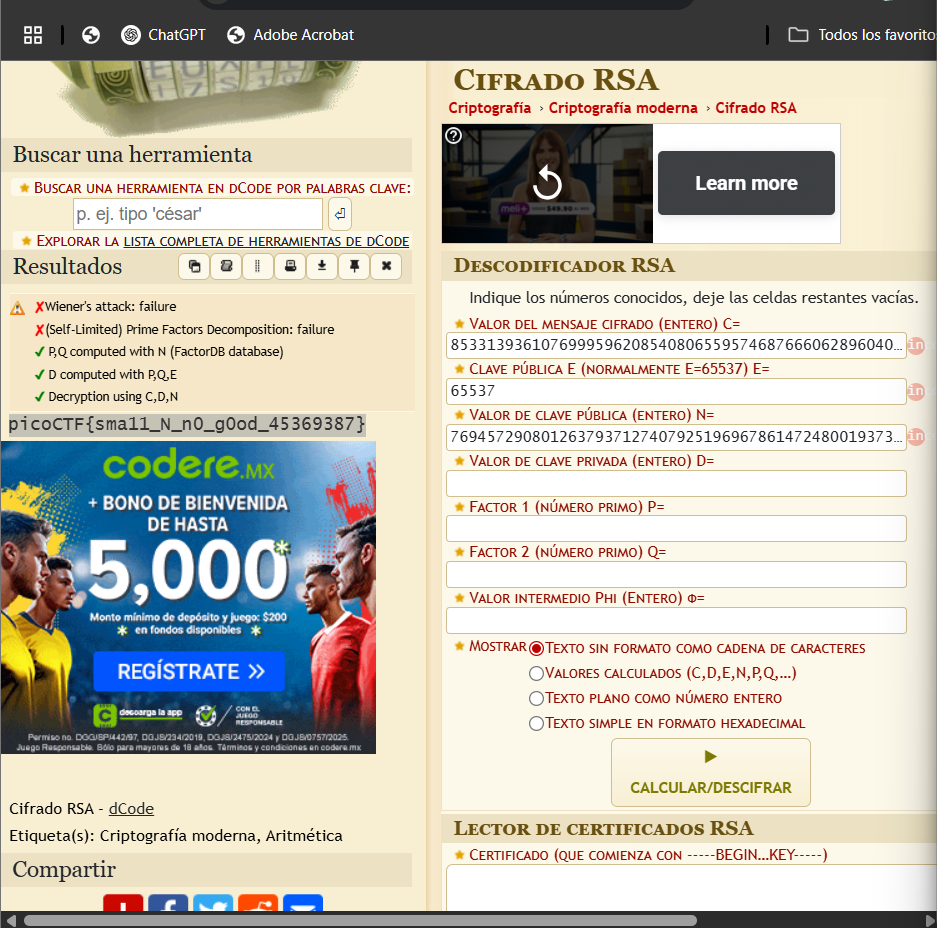 ChatGPT
Adobe Acrobat
Todos los favorito
Buscar una herramienta
Buscar una herramienta en dCode por palabras clave:
p. ej. tipo 'césar'
Explorar la lista completa de herramientas de dCode
Resultados
Wiener's attack: failure
(Self-Limited) Prime Factors Decomposition: failure
P,Q computed with N (FactorDB database)
D computed with P,Q,E
Decryption using C,D,N
picoCTF{sma11_N_n0_g0od_45369387}
codere.mx
+ BONO DE BIENVENIDA
DE HASTA
5,000*
Monto mínimo de depósito y juego: $200
* en fondos disponibles *
REGÍSTRATE »
descarga la app
CON EL
JUEGO
RESPONSABLE
Permiso no. DGG/SP/442/97, DGJS/234/2019, DGJS/2475/2024 y DGJS/0757/2025.
Juego Responsable. Sólo para mayores de 18 años. Términos y condiciones en codere.mx
Cifrado RSA - dCode
Etiqueta(s): Criptografía moderna, Aritmética
Compartir
Cifrado RSA
Criptografía › Criptografía moderna › Cifrado RSA
meli+
Learn more
Descodificador RSA
Indique los números conocidos, deje las celdas restantes vacías.
Valor del mensaje cifrado (entero) C=
853313936107699959620854080655957468766606289604​0...
Clave pública E (normalmente E=65537) E=
65537
Valor de clave pública (entero) N=
769457290801263793712740792519696786147248001937​3...
Valor de clave privada (entero) D=
Factor 1 (número primo) P=
Factor 2 (número primo) Q=
Valor intermedio Phi (Entero) Φ=
Mostrar
Texto sin formato como cadena de caracteres
Valores calculados (C,D,E,N,P,Q,...)
Texto plano como número entero
Texto simple en formato hexadecimal
CALCULAR/DESCIFRAR
Lector de certificados RSA
Certificado (que comienza con -----BEGIN...KEY-----)